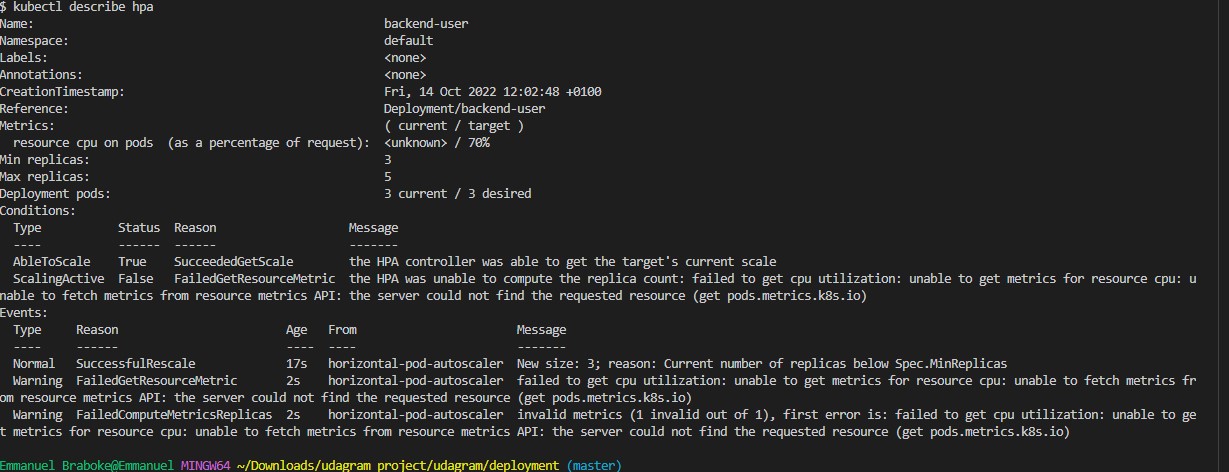 $ kubectl describe hpa
Name: backend-user
Namespace: default
Labels: <none>
Annotations: <none>
CreationTimestamp: Fri, 14 Oct 2022 12:02:48 +0100
Reference: Deployment/backend-user
Metrics: ( current / target )
resource cpu on pods (as a percentage of request): <unknown> / 70%
Min replicas: 3
Max replicas: 5
Deployment pods: 3 current / 3 desired
Conditions:
Type Status Reason Message
---- ------ ------ -------
AbleToScale True SucceededGetScale the HPA controller was able to get the target's current scale
ScalingActive False FailedGetResourceMetric the HPA was unable to compute the replica count: failed to get cpu utilization: unable to get metrics for resource cpu: u
nable to fetch metrics from resource metrics API: the server could not find the requested resource (get pods.metrics.k8s.io)
Events:
Type Reason Age From Message
---- ------ ---- ---- -------
Normal SuccessfulRescale 17s horizontal-pod-autoscaler New size: 3; reason: Current number of replicas below Spec.MinReplicas
Warning FailedGetResourceMetric 2s horizontal-pod-autoscaler failed to get cpu utilization: unable to get metrics for resource cpu: unable to fetch metrics fr
om resource metrics API: the server could not find the requested resource (get pods.metrics.k8s.io)
Warning FailedComputeMetricsReplicas 2s horizontal-pod-autoscaler invalid metrics (1 invalid out of 1), first error is: failed to get cpu utilization: unable to ge
t metrics for resource cpu: unable to fetch metrics from resource metrics API: the server could not find the requested resource (get pods.metrics.k8s.io)
Emmanuel Braboke@Emmanuel MINGW64 ~/Downloads/udagram project/udagram/deployment (master)